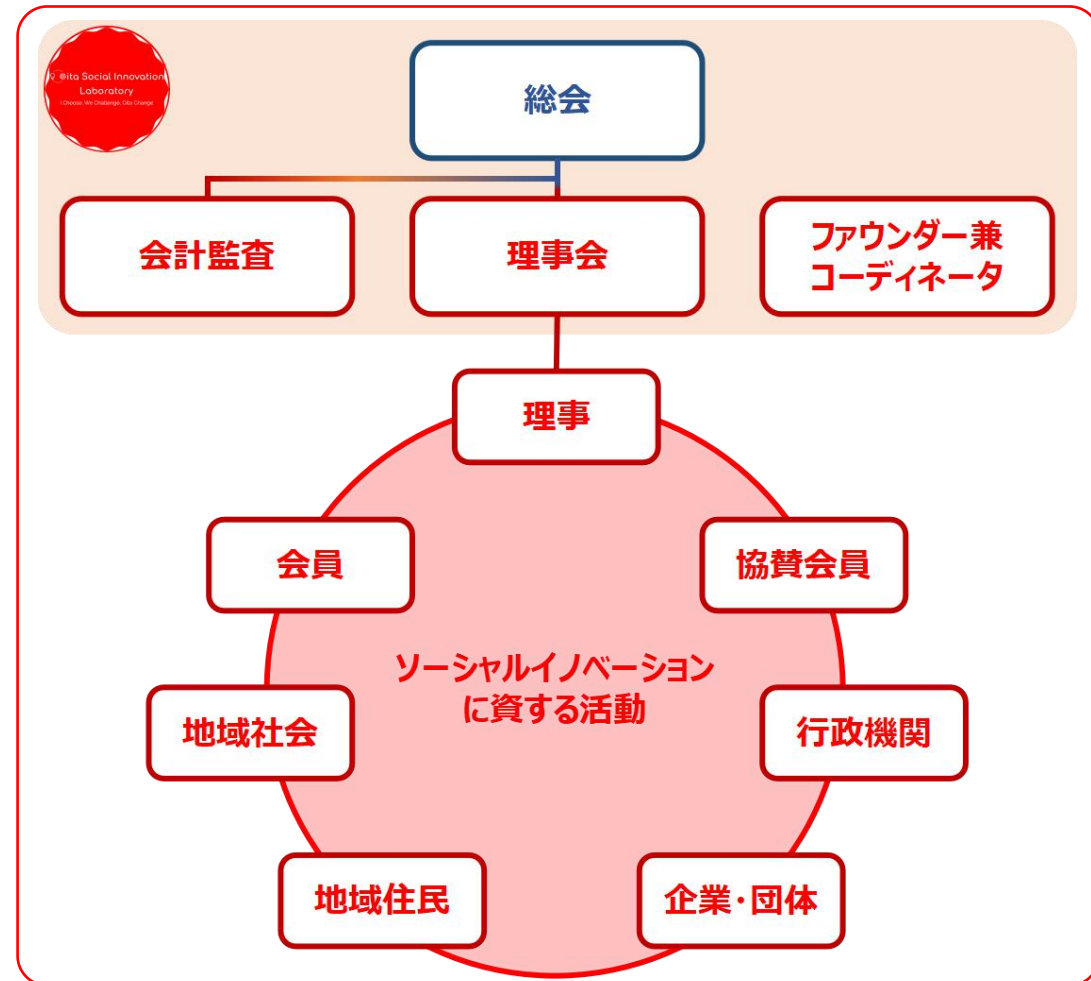 Oita Social Innovation
Laboratory
I Choose. We Challenge. Oita Change.
総会
会計監査
理事会
ファウンダー兼
コーディネータ
理事
会員
協賛会員
ソーシャルイノベーション
に資する活動
地域社会
行政機関
地域住民
企業・団体